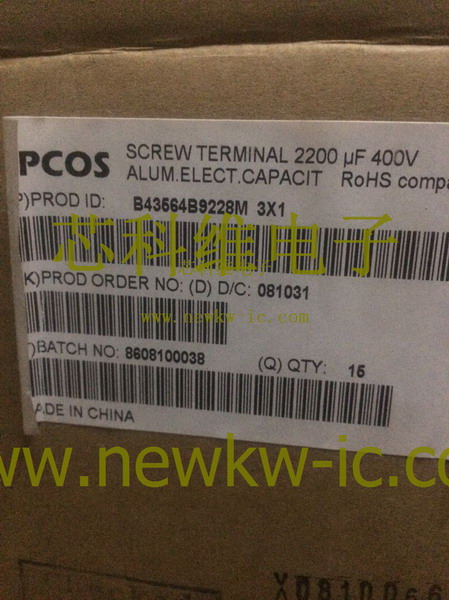 PCOS SCREW TERMINAL 2200 µF 400V
ALUM.ELECT.CAPACIT RoHS compa
P)PROD ID: B43564B9228M 3X1
芯科维电子
K)PROD ORDER NO: (D) D/C: 081031
www.newkw-ic.com
)BATCH NO: 8608100038 (Q) QTY: 15
ADE IN CHINA
www.newkw-ic.c
X0810066